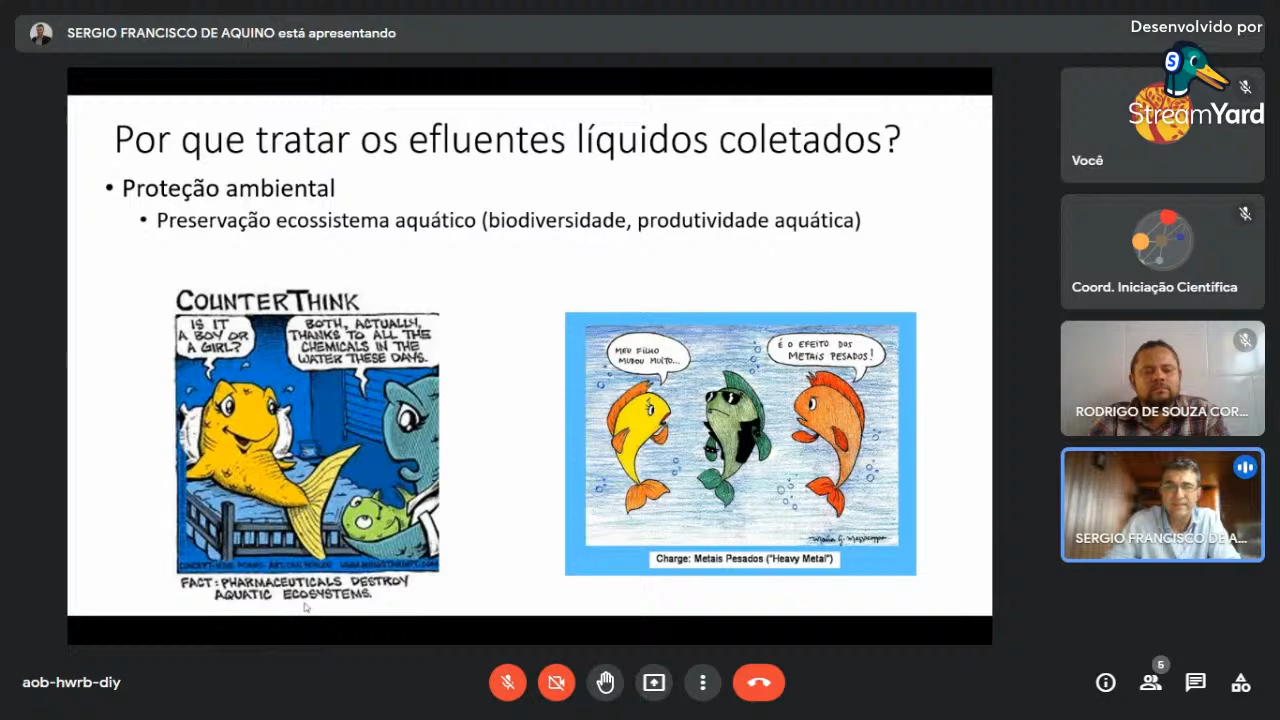 SERGIO FRANCISCO DE AQUINO está apresentando
Desenvolvido por
S
StreamYard
Por que tratar os efluentes líquidos coletados?
• Proteção ambiental
• Preservação ecossistema aquático (biodiversidade, produtividade aquática)
COUNTERTHINK
IS IT
A BOY OR
A GIRL?
BOTH, ACTUALLY,
THANKS TO ALL THE
CHEMICALS IN THE
WATER THESE DAYS.
FACT: PHARMACEUTICALS DESTROY
AQUATIC ECOSYSTEMS.
MEU FILHO
MUDOU MUITO...
É O EFEITO DOS
METAIS PESADOS!
Charge: Metais Pesados ("Heavy Metal")
Você
Coord. Iniciação Científica
RODRIGO DE SOUZA COR...
SERGIO FRANCISCO DE A...
aob-hwrb-diy
5